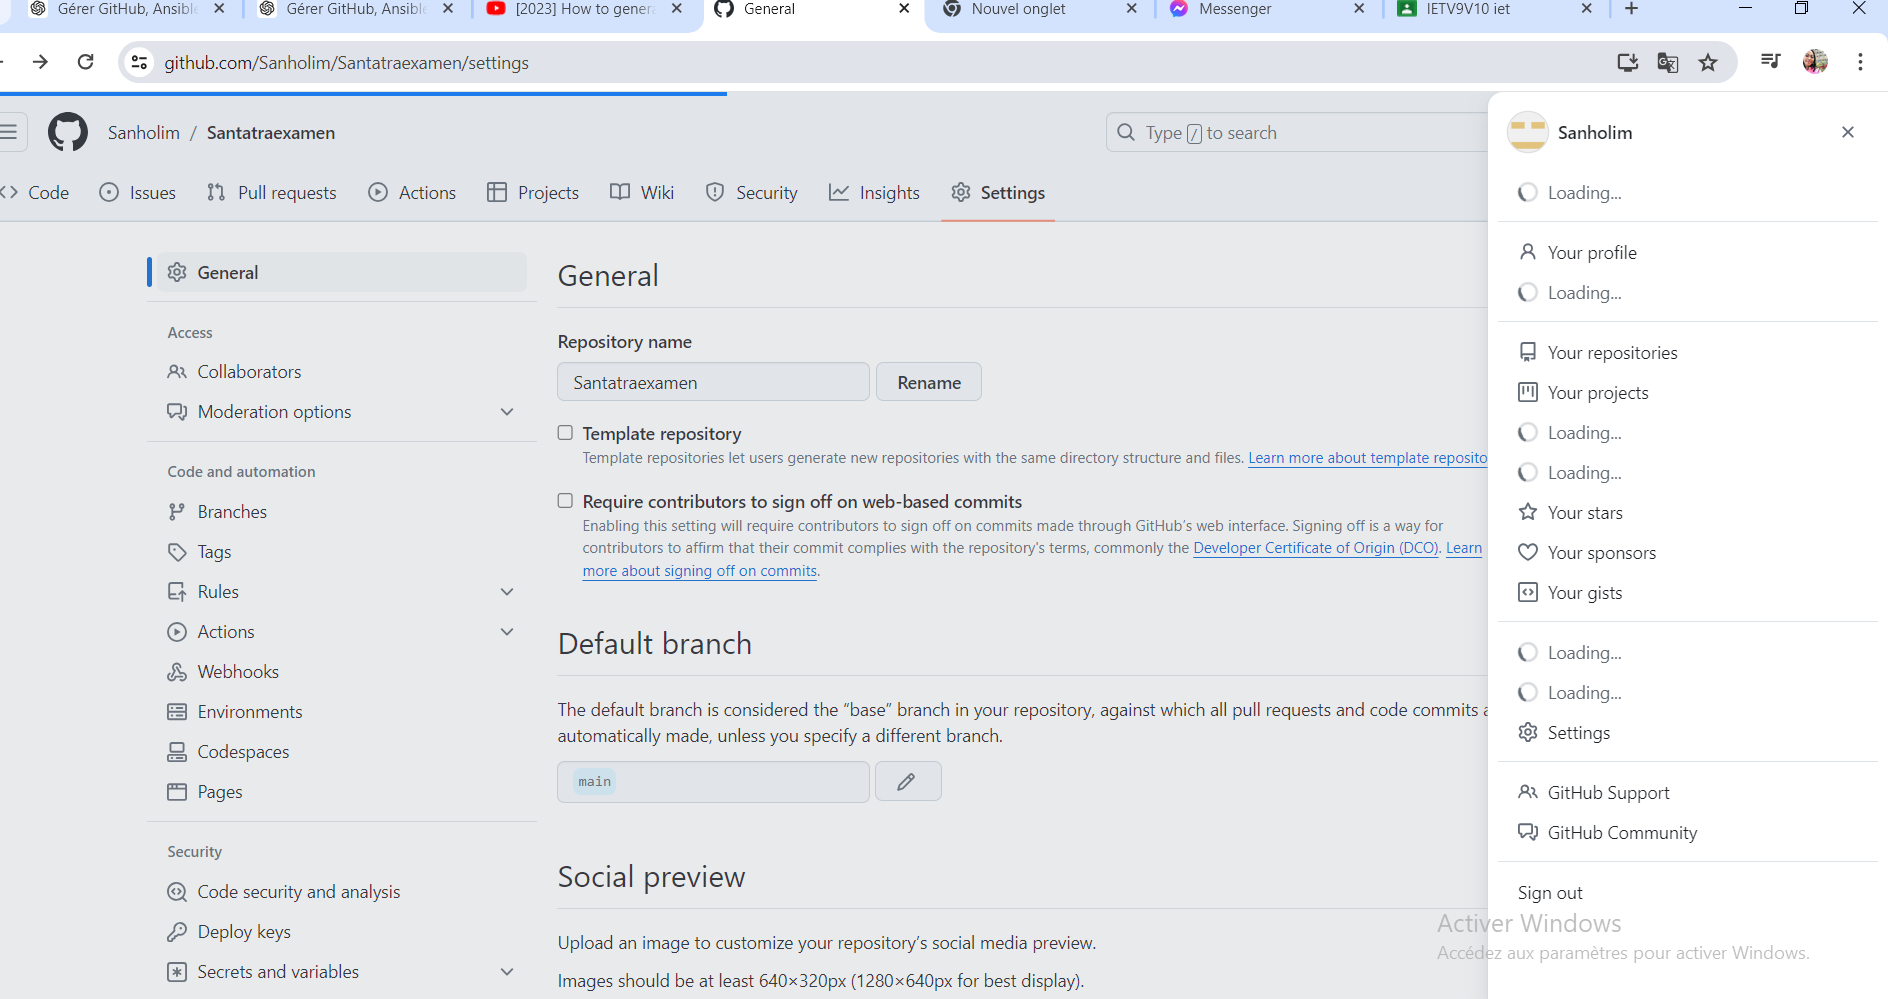 Gérer GitHub, Ansible
Gérer GitHub, Ansible
[2023] How to genera
General
Nouvel onglet
Messenger
IETV9V10 iet
github.com/Sanholim/Santatraexamen/settings
Sanholim / Santatraexamen
Type / to search
Code
Issues
Pull requests
Actions
Projects
Wiki
Security
Insights
Settings
General
Access
Collaborators
Moderation options
Code and automation
Branches
Tags
Rules
Actions
Webhooks
Environments
Codespaces
Pages
Security
Code security and analysis
Deploy keys
Secrets and variables
General
Repository name
Santatraexamen
Rename
Template repository
Template repositories let users generate new repositories with the same directory structure and files. Learn more about template reposito
Require contributors to sign off on web-based commits
Enabling this setting will require contributors to sign off on commits made through GitHub's web interface. Signing off is a way for
contributors to affirm that their commit complies with the repository's terms, commonly the Developer Certificate of Origin (DCO). Learn
more about signing off on commits.
Default branch
The default branch is considered the “base” branch in your repository, against which all pull requests and code commits a
automatically made, unless you specify a different branch.
main
Social preview
Upload an image to customize your repository's social media preview.
Images should be at least 640×320px (1280×640px for best display).
Sanholim
Loading...
Your profile
Loading...
Your repositories
Your projects
Loading...
Loading...
Your stars
Your sponsors
Your gists
Loading...
Loading...
Settings
GitHub Support
GitHub Community
Sign out
Activer Windows
Accédez aux paramètres pour activer Windows.